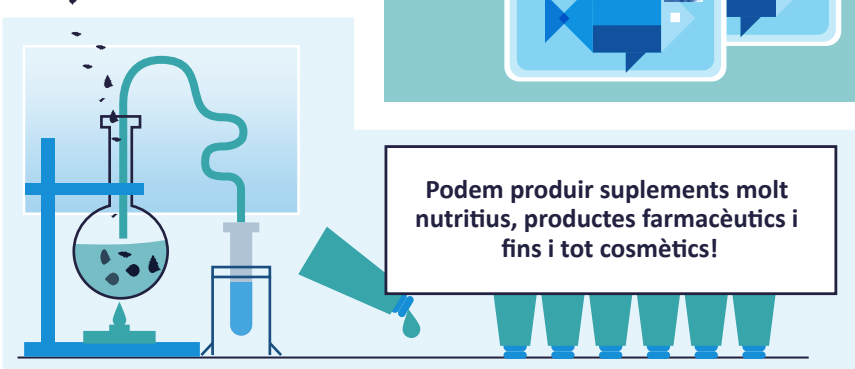 Podem produir suplements molt
nutritius, productes farmacèutics i
fins i tot cosmètics!